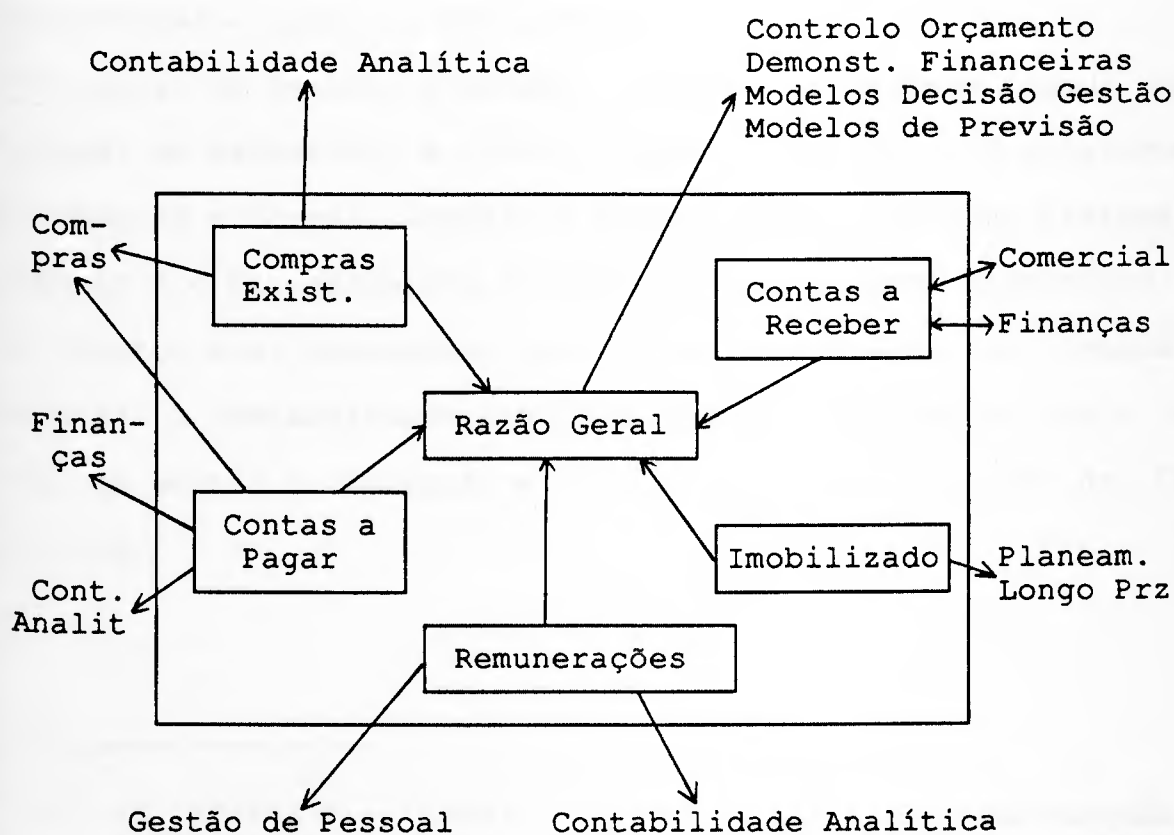 Controlo Orçamento
Demonst. Financeiras
Modelos Decisão Gestão
Modelos de Previsão
Contabilidade Analítica
Com-
pras
Compras
Exist.
Contas a
Receber
Comercial
Finanças
Razão Geral
Finan-
ças
Contas a
Pagar
Imobilizado
Planeam.
Longo Prz
Cont.
Analit
Remunerações
Gestão de Pessoal
Contabilidade Analítica